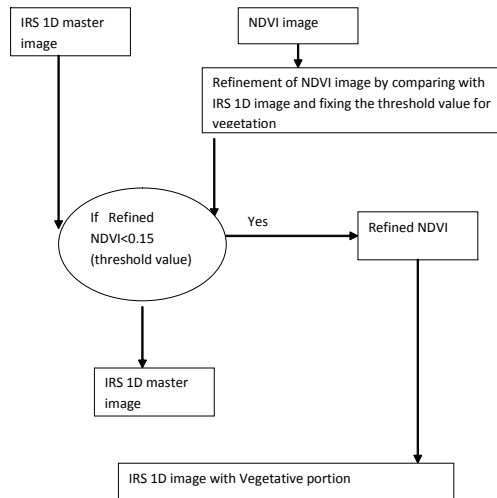 IRS 1D master
image
NDVI image
Refinement of NDVI image by comparing with
IRS 1D image and fixing the threshold value for
vegetation
If Refined
NDVI<0.15
(threshold value)
Yes
Refined NDVI
IRS 1D master
image
IRS 1D image with Vegetative portion